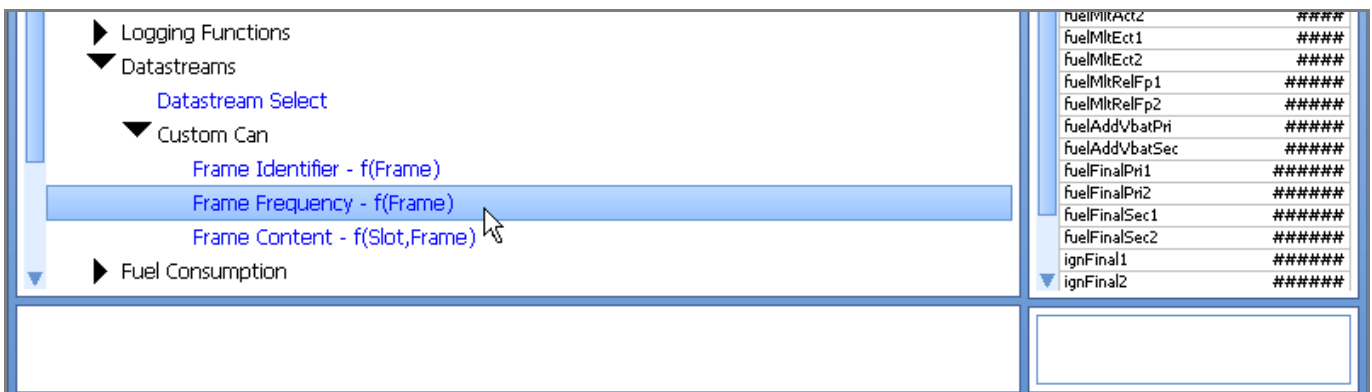 Logging Functions
Datastreams
Datastream Select
Custom Can
Frame Identifier - f(Frame)
Frame Frequency - f(Frame)
Frame Content - f(Slot,Frame)
Fuel Consumption
fuelMltAct2 ####
fuelMltEct1 ####
fuelMltEct2 ####
fuelMltRelFp1 #####
fuelMltRelFp2 #####
fuelAddVbatPri #####
fuelAddVbatSec #####
fuelFinalPri1 ######
fuelFinalPri2 ######
fuelFinalSec1 ######
fuelFinalSec2 ######
ignFinal1 ######
ignFinal2 ######